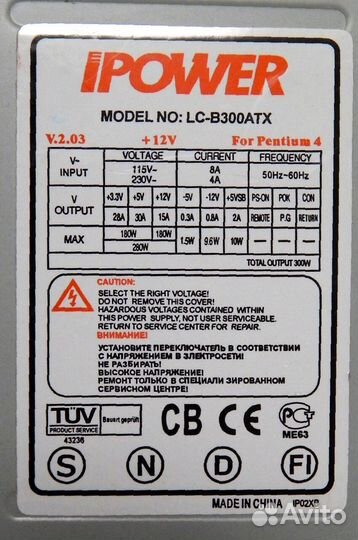 IPOWER
MODEL NO: LC-B300ATX
V.2.03 +12V For Pentium 4
V~ INPUT VOLTAGE CURRENT FREQUENCY
115V~ 8A 50Hz~60Hz
230V~ 4A
V OUTPUT +3.3V +5V +12V -5V -12V +5VSB PS-ON POK COM
28A 30A 15A 0.3A 0.8A 2A REMOTE P.G RETURN
MAX 180W 180W 1.5W 9.6W 10W — — —
280W
TOTAL OUTPUT 300W
CAUTION:
SELECT THE RIGHT VOLTAGE!
DO NOT REMOVE THIS COVER!
HAZARDOUS VOLTAGES CONTAINED WITHIN
THIS POWER SUPPLY, NOT USER SERVICEABLE.
RETURN TO SERVICE CENTER FOR REPAIR.
ВНИМАНИЕ!
УСТАНОВИТЕ ПЕРЕКЛЮЧАТЕЛЬ В СООТВЕТСТВИИ
С НАПРЯЖЕНИЕМ В ЭЛЕКТРОСЕТИ!
НЕ РАЗБИРАТЬ!
ВЫСОКОЕ НАПРЯЖЕНИЕ!
РЕМОНТ ТОЛЬКО В СПЕЦИАЛИ ЗИРОВАННОМ
СЕРВИСНОМ ЦЕНТРЕ!
TÜV
PRODUCT SERVICE
Bauart geprüft
43236
CB CE
PG
ME63
S N D FI
MADE IN CHINA IP02XP
Avito